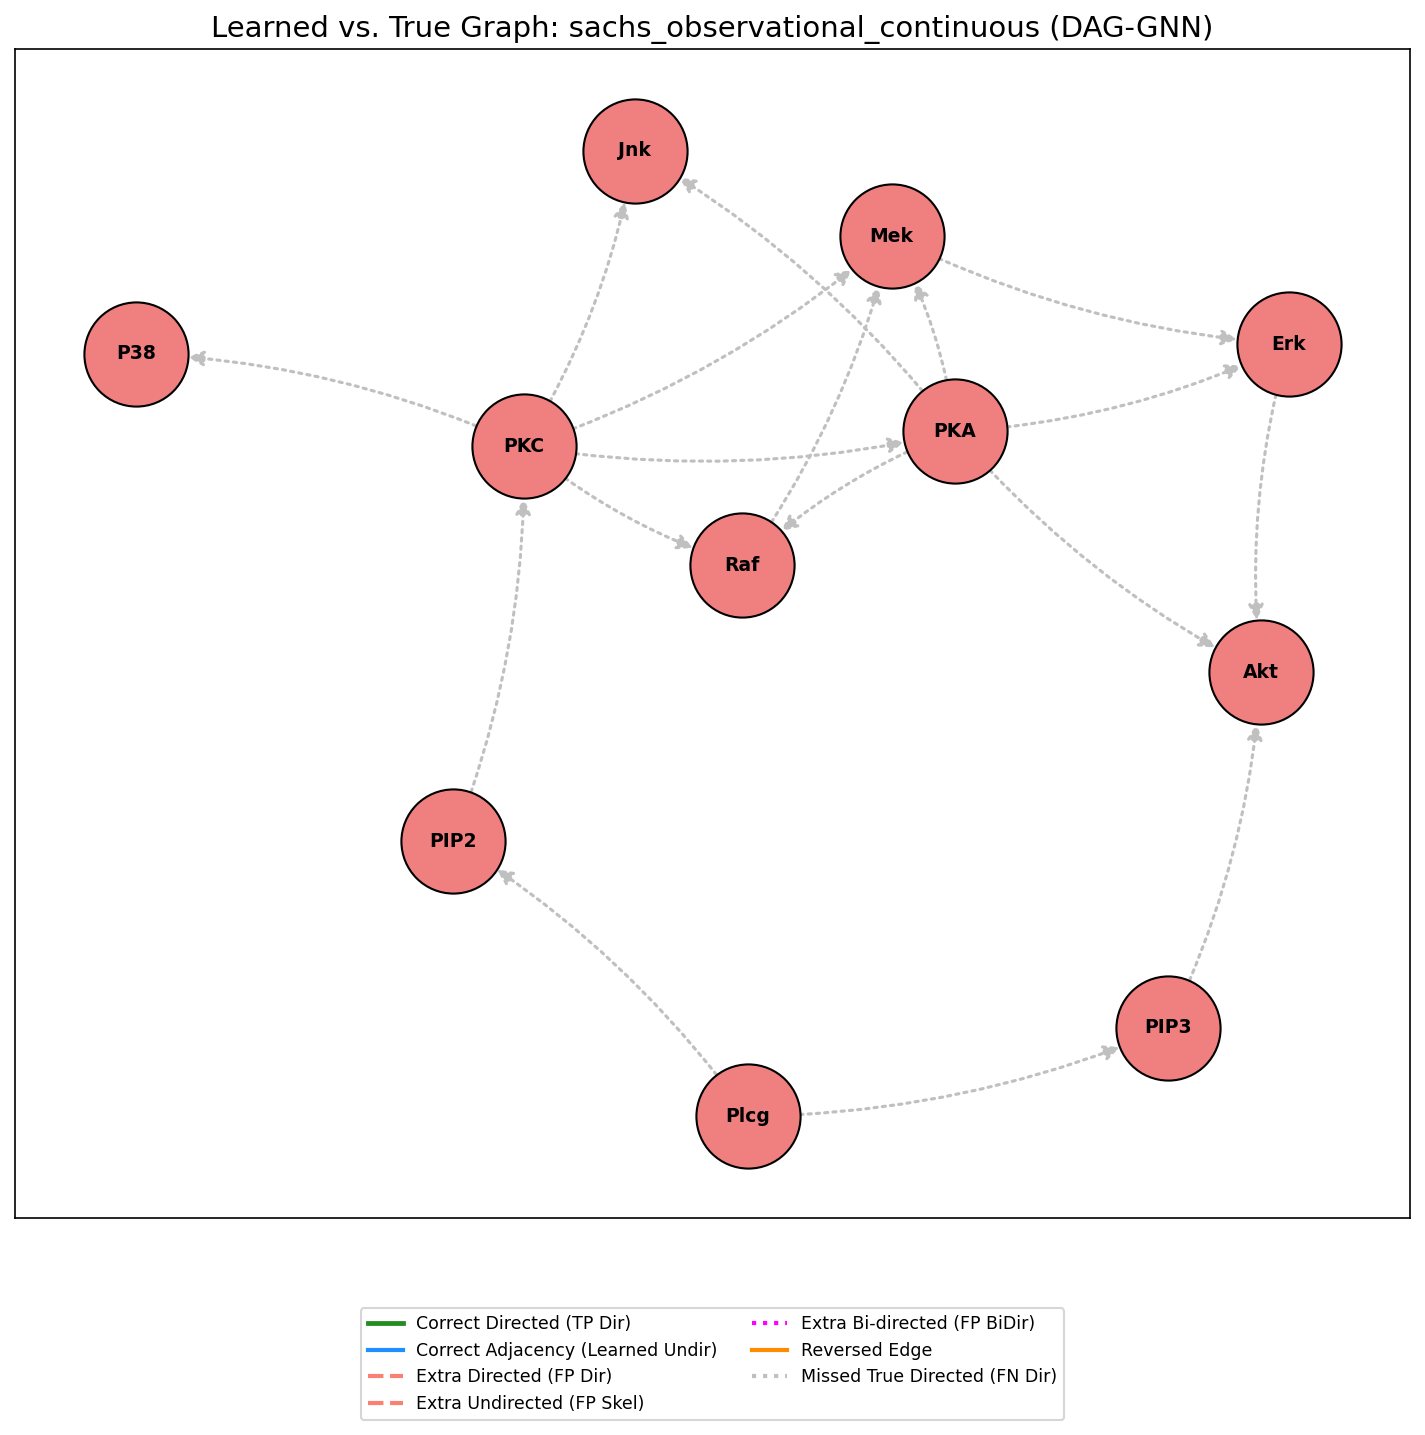 Learned vs. True Graph: sachs_observational_continuous (DAG-GNN)
Jnk
Mek
Erk
P38
PKA
PKC
Raf
Akt
PIP2
PIP3
Plcg
Correct Directed (TP Dir)
Correct Adjacency (Learned Undir)
Extra Directed (FP Dir)
Extra Undirected (FP Skel)
Extra Bi-directed (FP BiDir)
Reversed Edge
Missed True Directed (FN Dir)